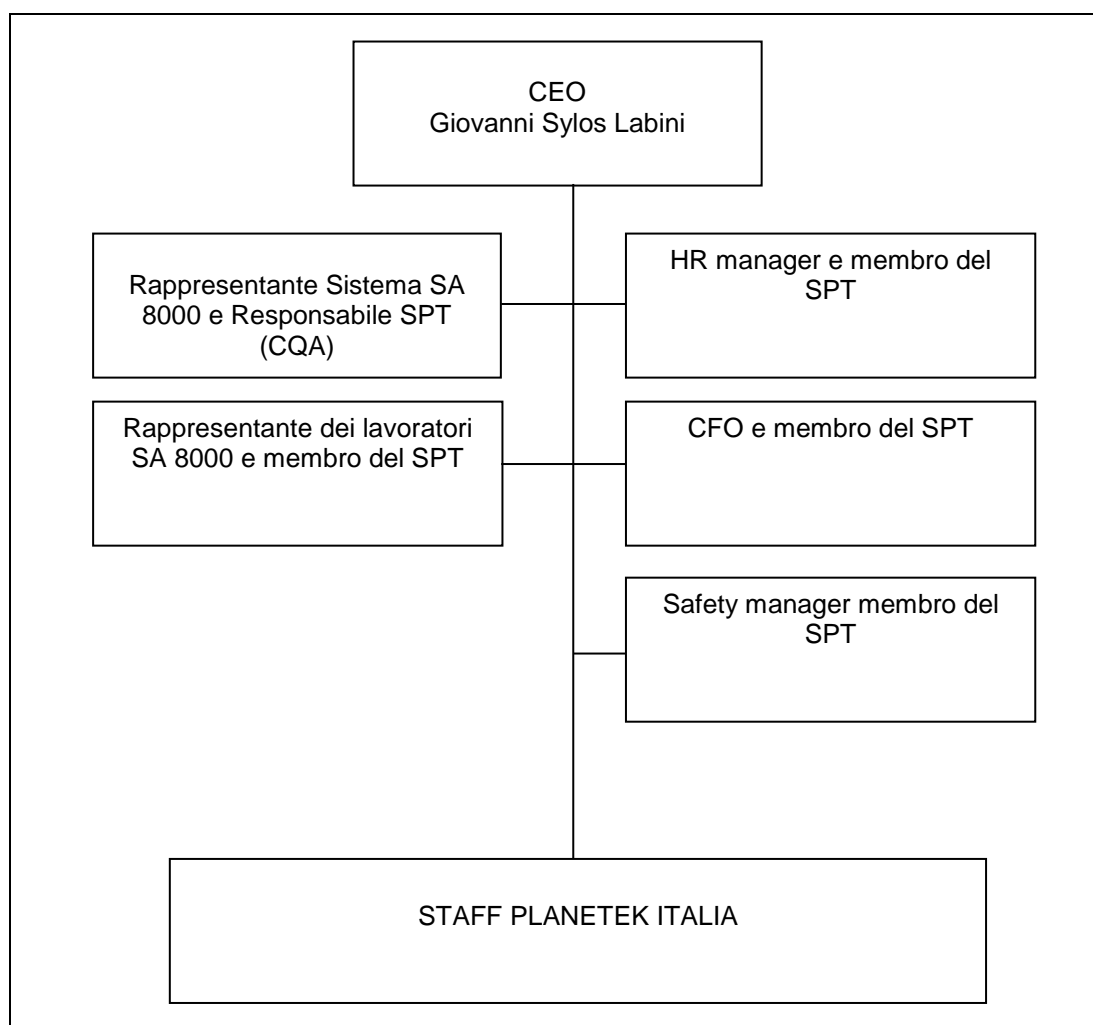 CEO
Giovanni Sylos Labini
Rappresentante Sistema SA
8000 e Responsabile SPT
(CQA)
HR manager e membro del
SPT
Rappresentante dei lavoratori
SA 8000 e membro del SPT
CFO e membro del SPT
Safety manager membro del
SPT
STAFF PLANETEK ITALIA